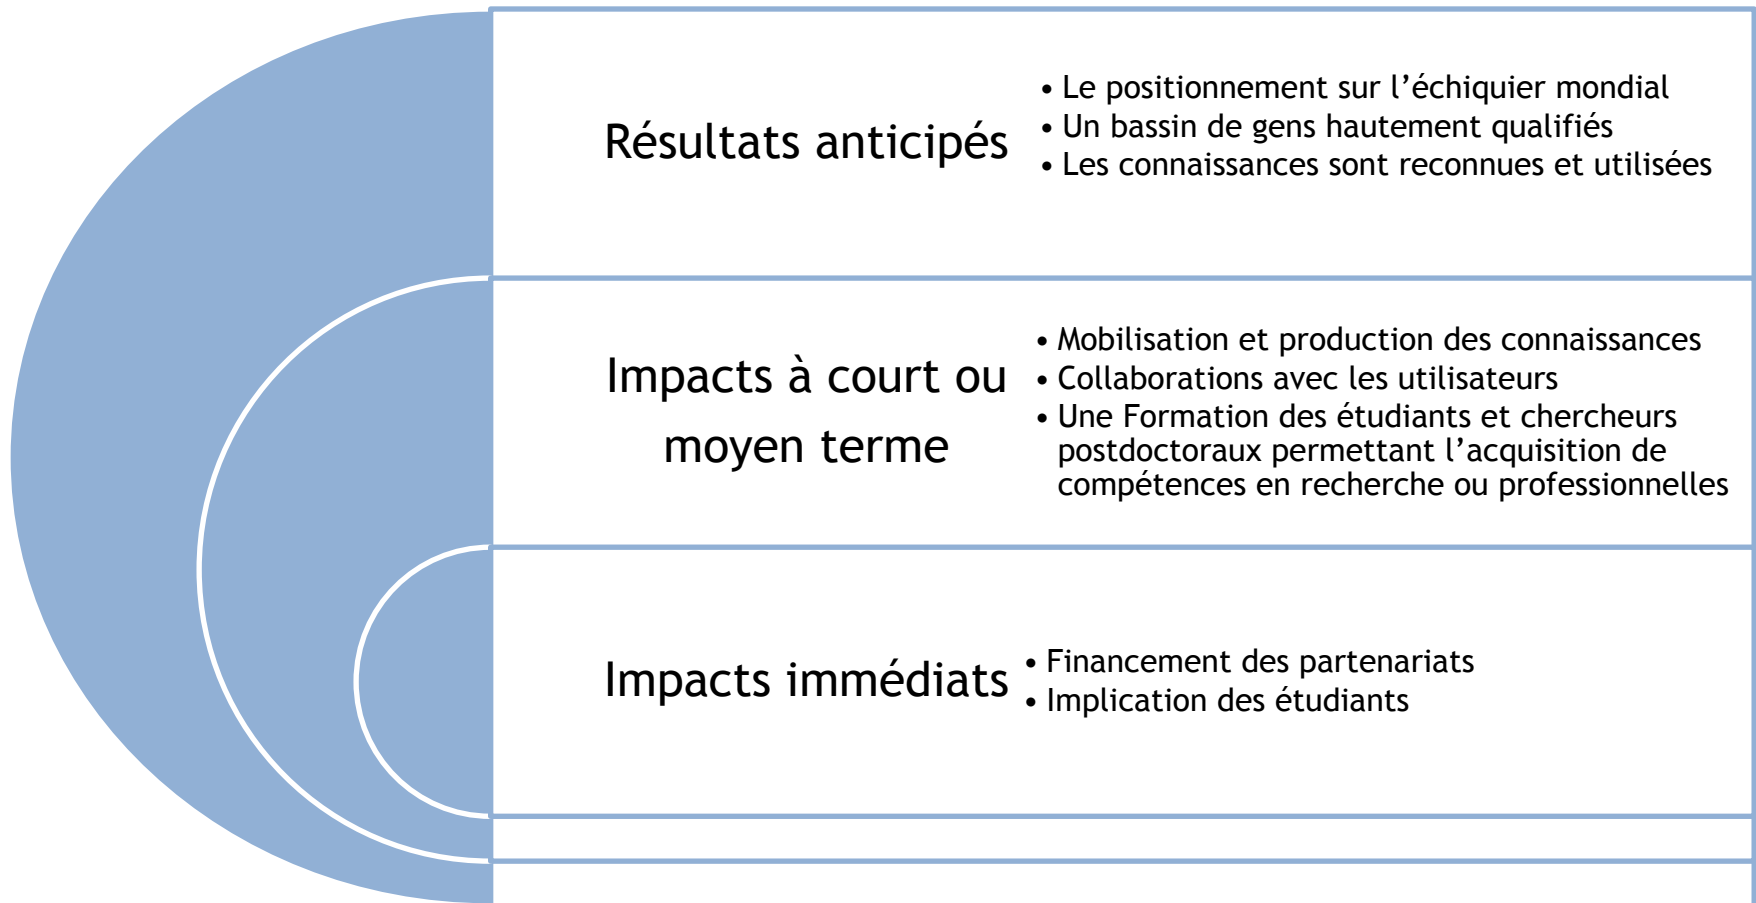 Résultats anticipés
• Le positionnement sur l’échiquier mondial
• Un bassin de gens hautement qualifiés
• Les connaissances sont reconnues et utilisées
Impacts à court ou
moyen terme
• Mobilisation et production des connaissances
• Collaborations avec les utilisateurs
• Une Formation des étudiants et chercheurs
postdoctoraux permettant l’acquisition de
compétences en recherche ou professionnelles
Impacts immédiats
• Financement des partenariats
• Implication des étudiants